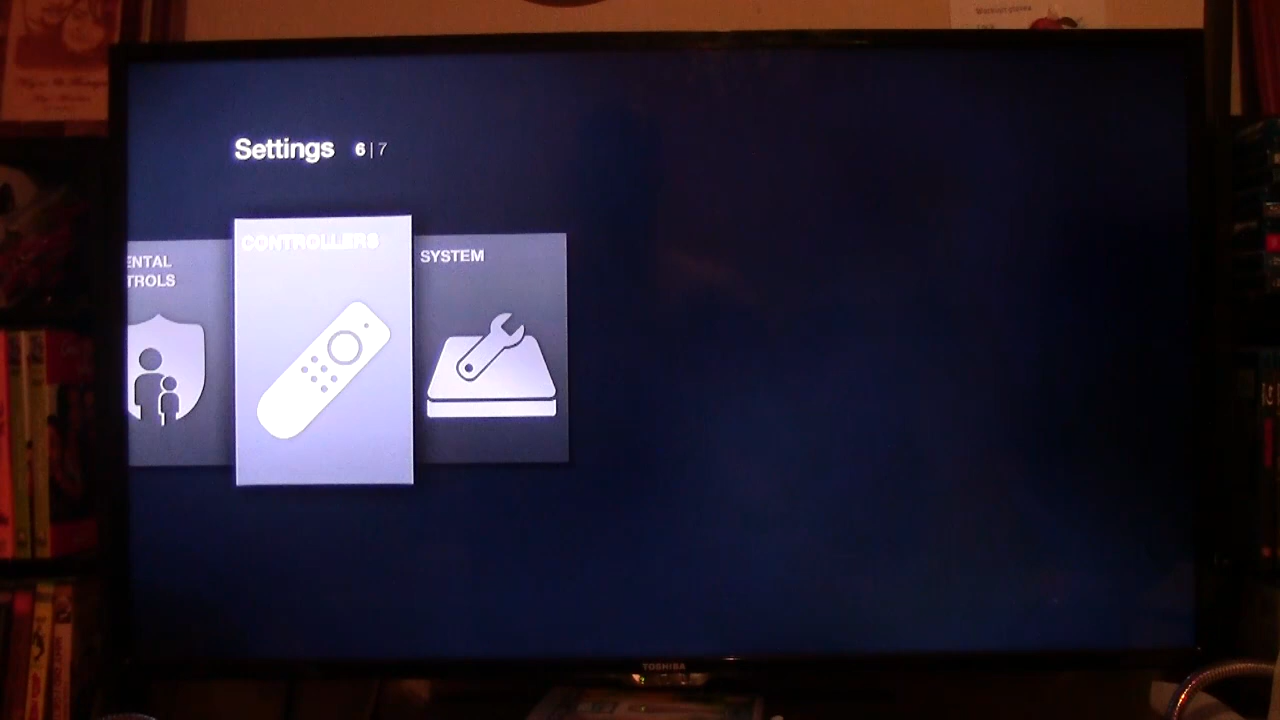 Settings 6|7
ENTAL
TROLS
CONTROLLERS
SYSTEM
TOSHIBA